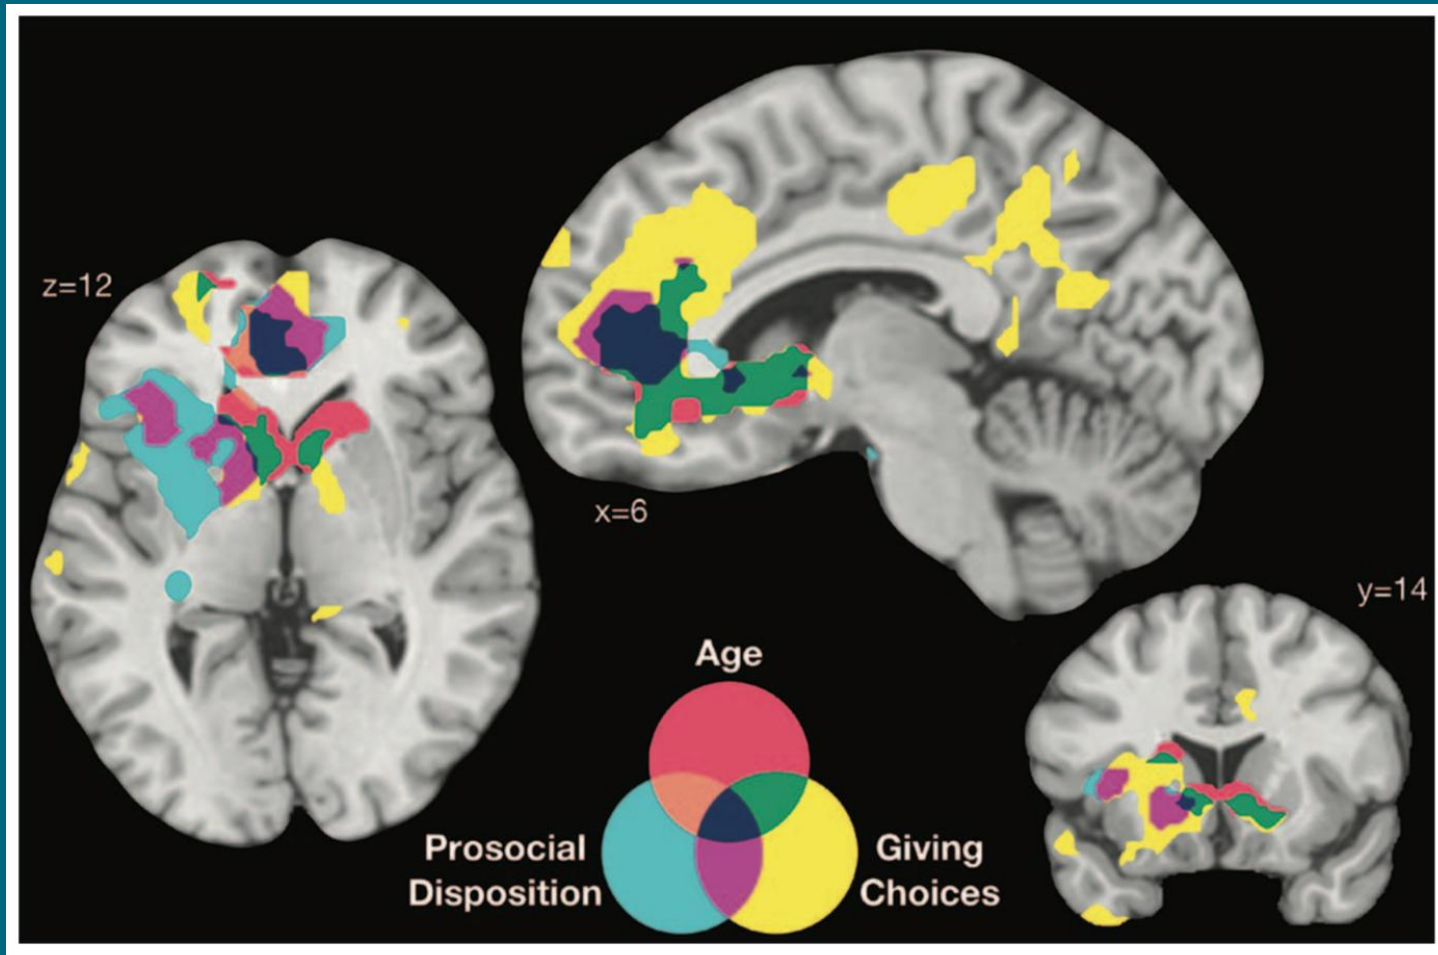 z=12
x=6
y=14
Age
Prosocial
Disposition
Giving
Choices